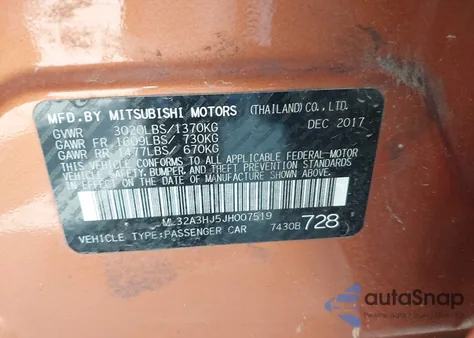 MFD.BY MITSUBISHI MOTORS (THAILAND)CO.,LTD.
GVWR 3020LBS/1370KG DEC 2017
GAWR FR 1609LBS/ 730KG
GAWR RR 1477LBS/ 670KG
THIS VEHICLE CONFORMS TO ALL APPLICABLE FEDERAL MOTOR
VEHICLE SAFETY, BUMPER, AND THEFT PREVENTION STANDARDS
IN EFFECT ON THE DATE OF MANUFACTURE SHOWN ABOVE.
ML32A3HJ5JH007519
VEHICLE TYPE:PASSENGER CAR 7430B 728
autoSnap